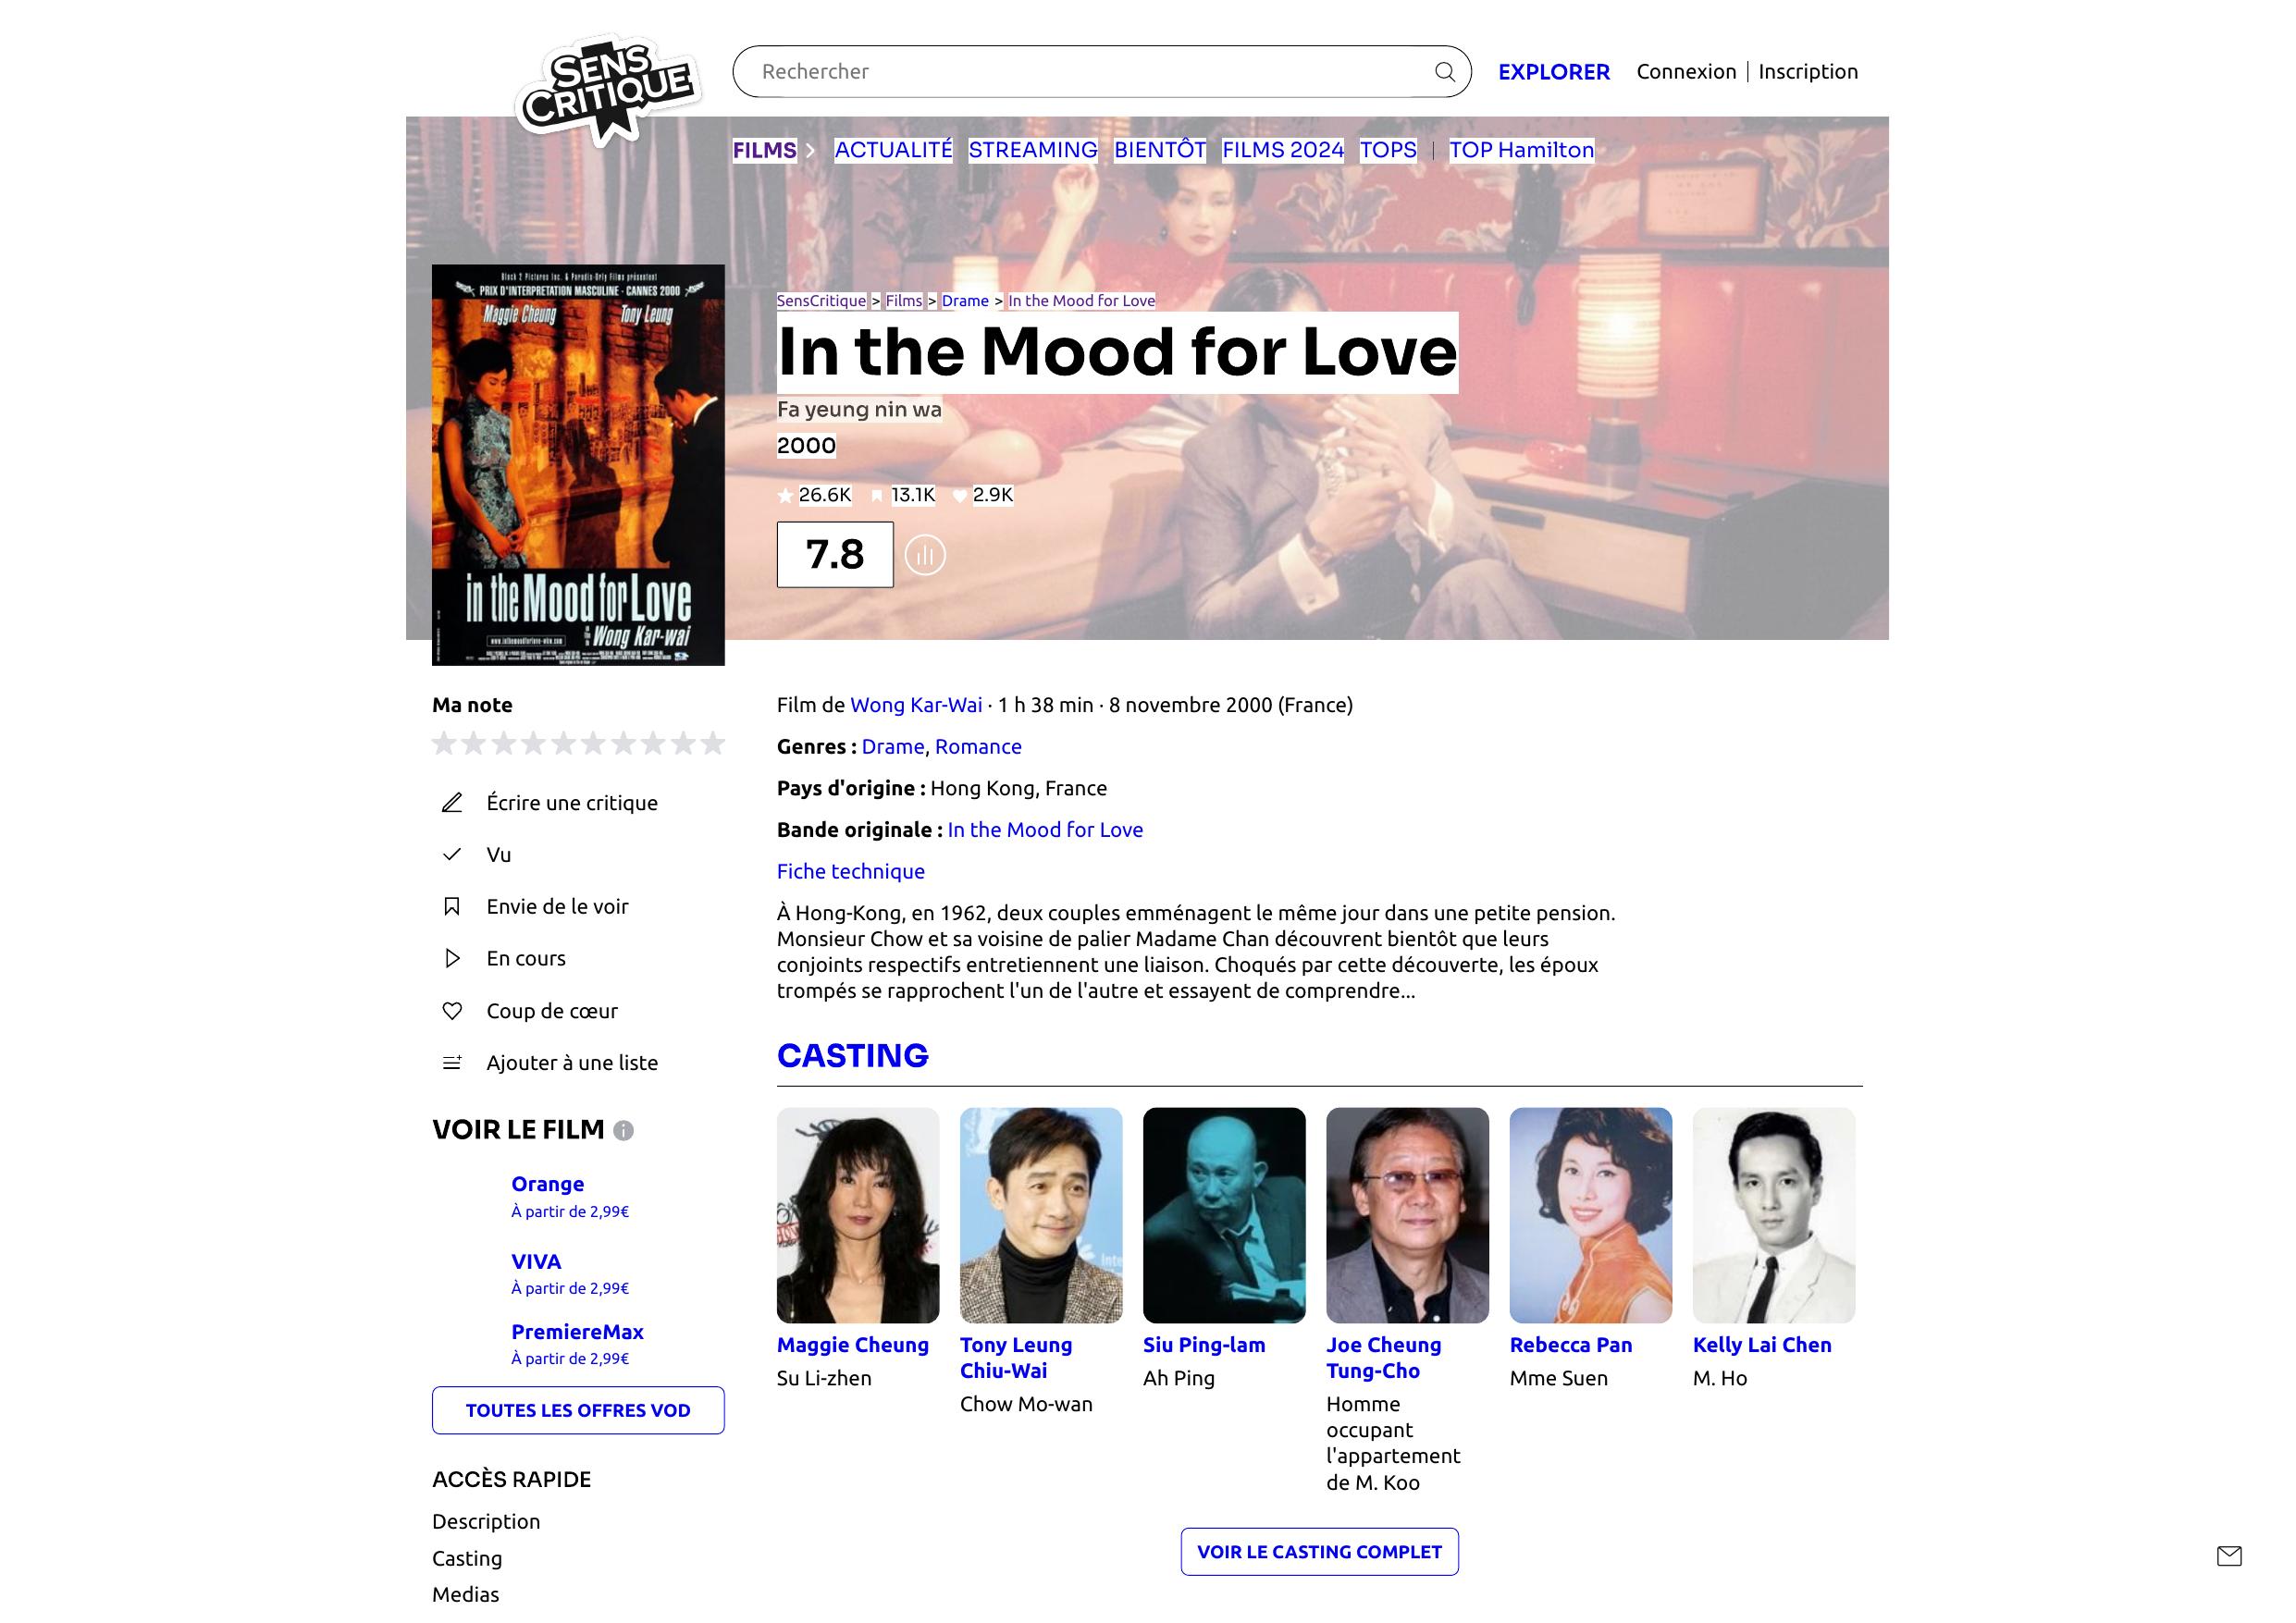 SENS
CRITIQUE
Rechercher
EXPLORER
Connexion | Inscription
FILMS
ACTUALITÉ
STREAMING
BIENTÔT
FILMS 2024
TOPS
|
TOP Hamilton
Block 2 Pictures Inc. & Paradis-Orly Films présentent
PRIX D'INTERPRETATION MASCULINE - CANNES 2000
Maggie Cheung
Tony Leung
in the Mood for Love
Wong Kar-wai
SensCritique > Films > Drame > In the Mood for Love
In the Mood for Love
Fa yeung nin wa
2000
26.6K
13.1K
2.9K
7.8
Ma note
Écrire une critique
Vu
Envie de le voir
En cours
Coup de cœur
Ajouter à une liste
VOIR LE FILM
Orange
À partir de 2,99€
VIVA
À partir de 2,99€
PremiereMax
À partir de 2,99€
TOUTES LES OFFRES VOD
ACCÈS RAPIDE
Description
Casting
Medias
Film de Wong Kar-Wai · 1 h 38 min · 8 novembre 2000 (France)
Genres : Drame, Romance
Pays d'origine : Hong Kong, France
Bande originale : In the Mood for Love
Fiche technique
À Hong-Kong, en 1962, deux couples emménagent le même jour dans une petite pension.
Monsieur Chow et sa voisine de palier Madame Chan découvrent bientôt que leurs
conjoints respectifs entretiennent une liaison. Choqués par cette découverte, les époux
trompés se rapprochent l'un de l'autre et essayent de comprendre...
CASTING
Maggie Cheung
Su Li-zhen
Tony Leung
Chiu-Wai
Chow Mo-wan
Siu Ping-lam
Ah Ping
Joe Cheung
Tung-Cho
Homme
occupant
l'appartement
de M. Koo
Rebecca Pan
Mme Suen
Kelly Lai Chen
M. Ho
VOIR LE CASTING COMPLET